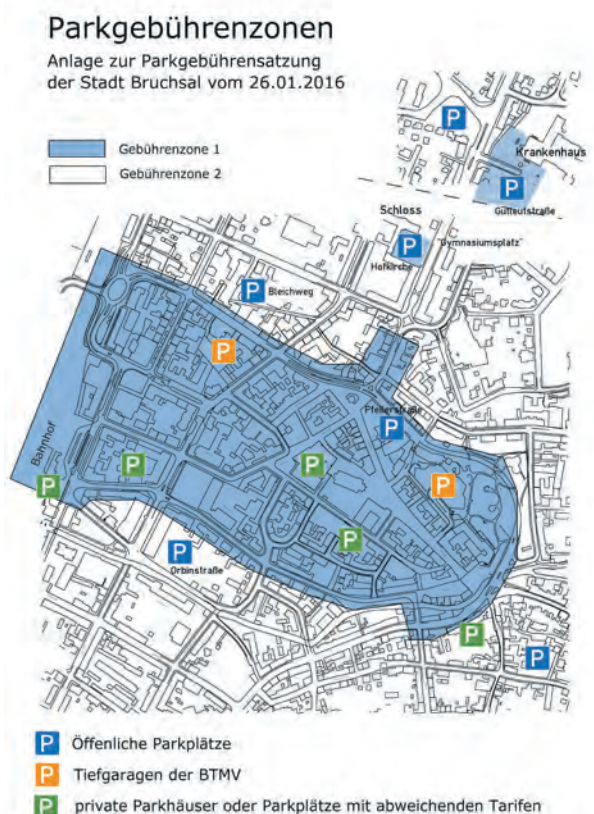 Parkgebührenzonen
Anlage zur Parkgebührensatzung
der Stadt Bruchsal vom 26.01.2016
Gebührenzone 1
Gebührenzone 2
P
Krankenhaus
P
Gutleutstraße
Schloss
P
"Gymnasiumsplatz"
Hofkirche
P Bleichweg
P
Pfeilerstraße
P
Bahnhof
P
P
P
P
P
P
P
Orbinstraße
P
P
P Öffenliche Parkplätze
P Tiefgaragen der BTMV
P private Parkhäuser oder Parkplätze mit abweichenden Tarifen